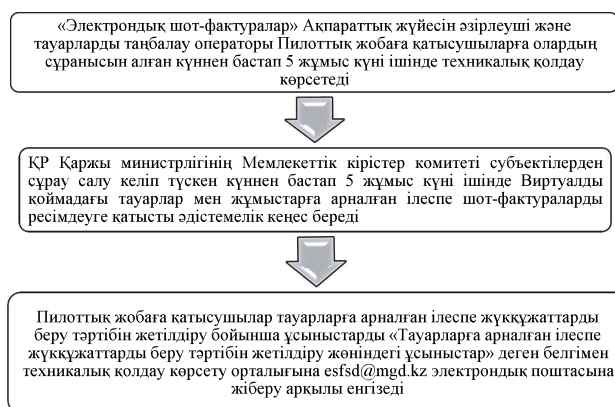 «Электрондық шот-фактуралар» Ақпараттық жүйесін әзірлеуші және
тауарларды таңбалау операторы Пилоттық жобаға қатысушыларға олардың
сұранысын алған күннен бастап 5 жұмыс күні ішінде техникалық қолдау
көрсетеді
ҚР Қаржы министрлігінің Мемлекеттік кірістер комитеті субъектілерден
сұрау салу келіп түскен күннен бастап 5 жұмыс күні ішінде Виртуалды
қоймадағы тауарлар мен жұмыстарға арналған ілеспе шот-фактураларды
ресімдеуге қатысты әдістемелік кеңес береді
Пилоттық жобаға қатысушылар тауарларға арналған ілеспе жүкқұжаттарды
беру тәртібін жетілдіру бойынша ұсыныстарды «Тауарларға арналған ілеспе
жүкқұжаттарды беру тәртібін жетілдіру жөніндегі ұсыныстар» деген белгімен
техникалық қолдау көрсету орталығына esfsd@mgd.kz электрондық поштасына
жіберу арқылы енгізеді